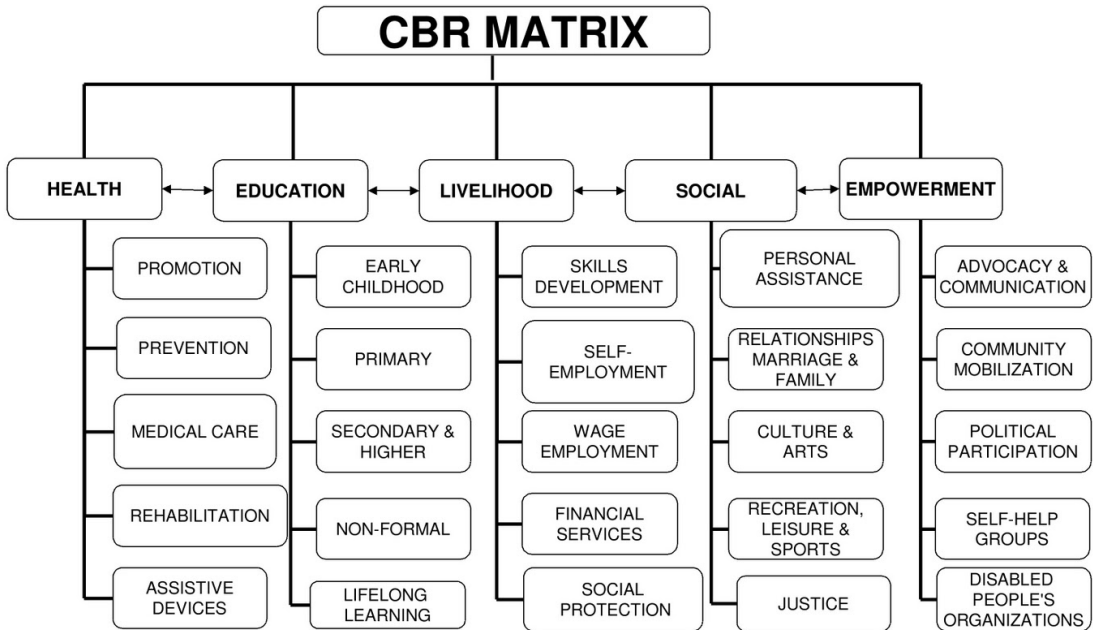 CBR MATRIX
HEALTH
EDUCATION
LIVELIHOOD
SOCIAL
EMPOWERMENT
PROMOTION
PREVENTION
MEDICAL CARE
REHABILITATION
ASSISTIVE
DEVICES
EARLY
CHILDHOOD
PRIMARY
SECONDARY &
HIGHER
NON-FORMAL
LIFELONG
LEARNING
SKILLS
DEVELOPMENT
SELF-
EMPLOYMENT
WAGE
EMPLOYMENT
FINANCIAL
SERVICES
SOCIAL
PROTECTION
PERSONAL
ASSISTANCE
RELATIONSHIPS
MARRIAGE &
FAMILY
CULTURE &
ARTS
RECREATION,
LEISURE &
SPORTS
JUSTICE
ADVOCACY &
COMMUNICATION
COMMUNITY
MOBILIZATION
POLITICAL
PARTICIPATION
SELF-HELP
GROUPS
DISABLED
PEOPLE'S
ORGANIZATIONS